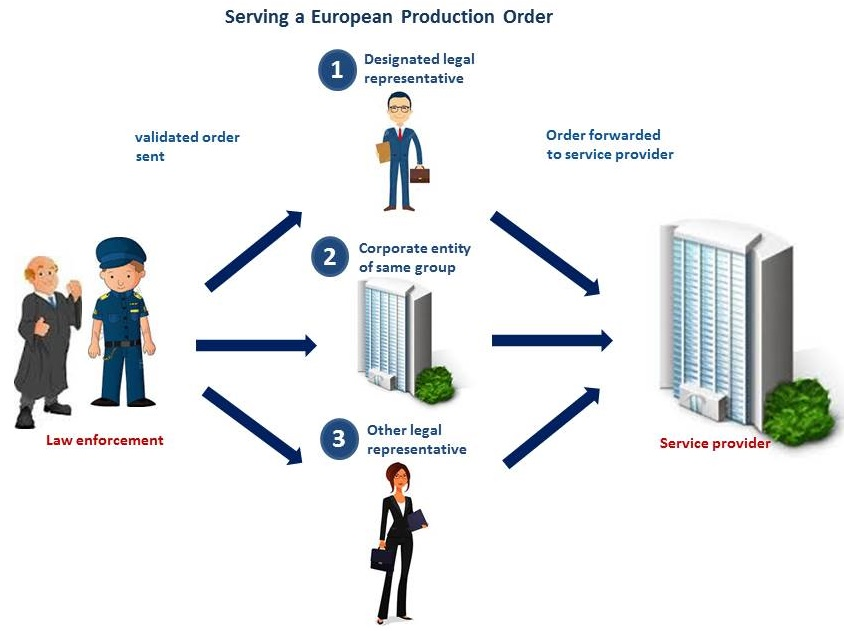 Serving a European Production Order
1
Designated legal
representative
validated order
sent
Order forwarded
to service provider
2
Corporate entity
of same group
Law enforcement
3
Other legal
representative
Service provider